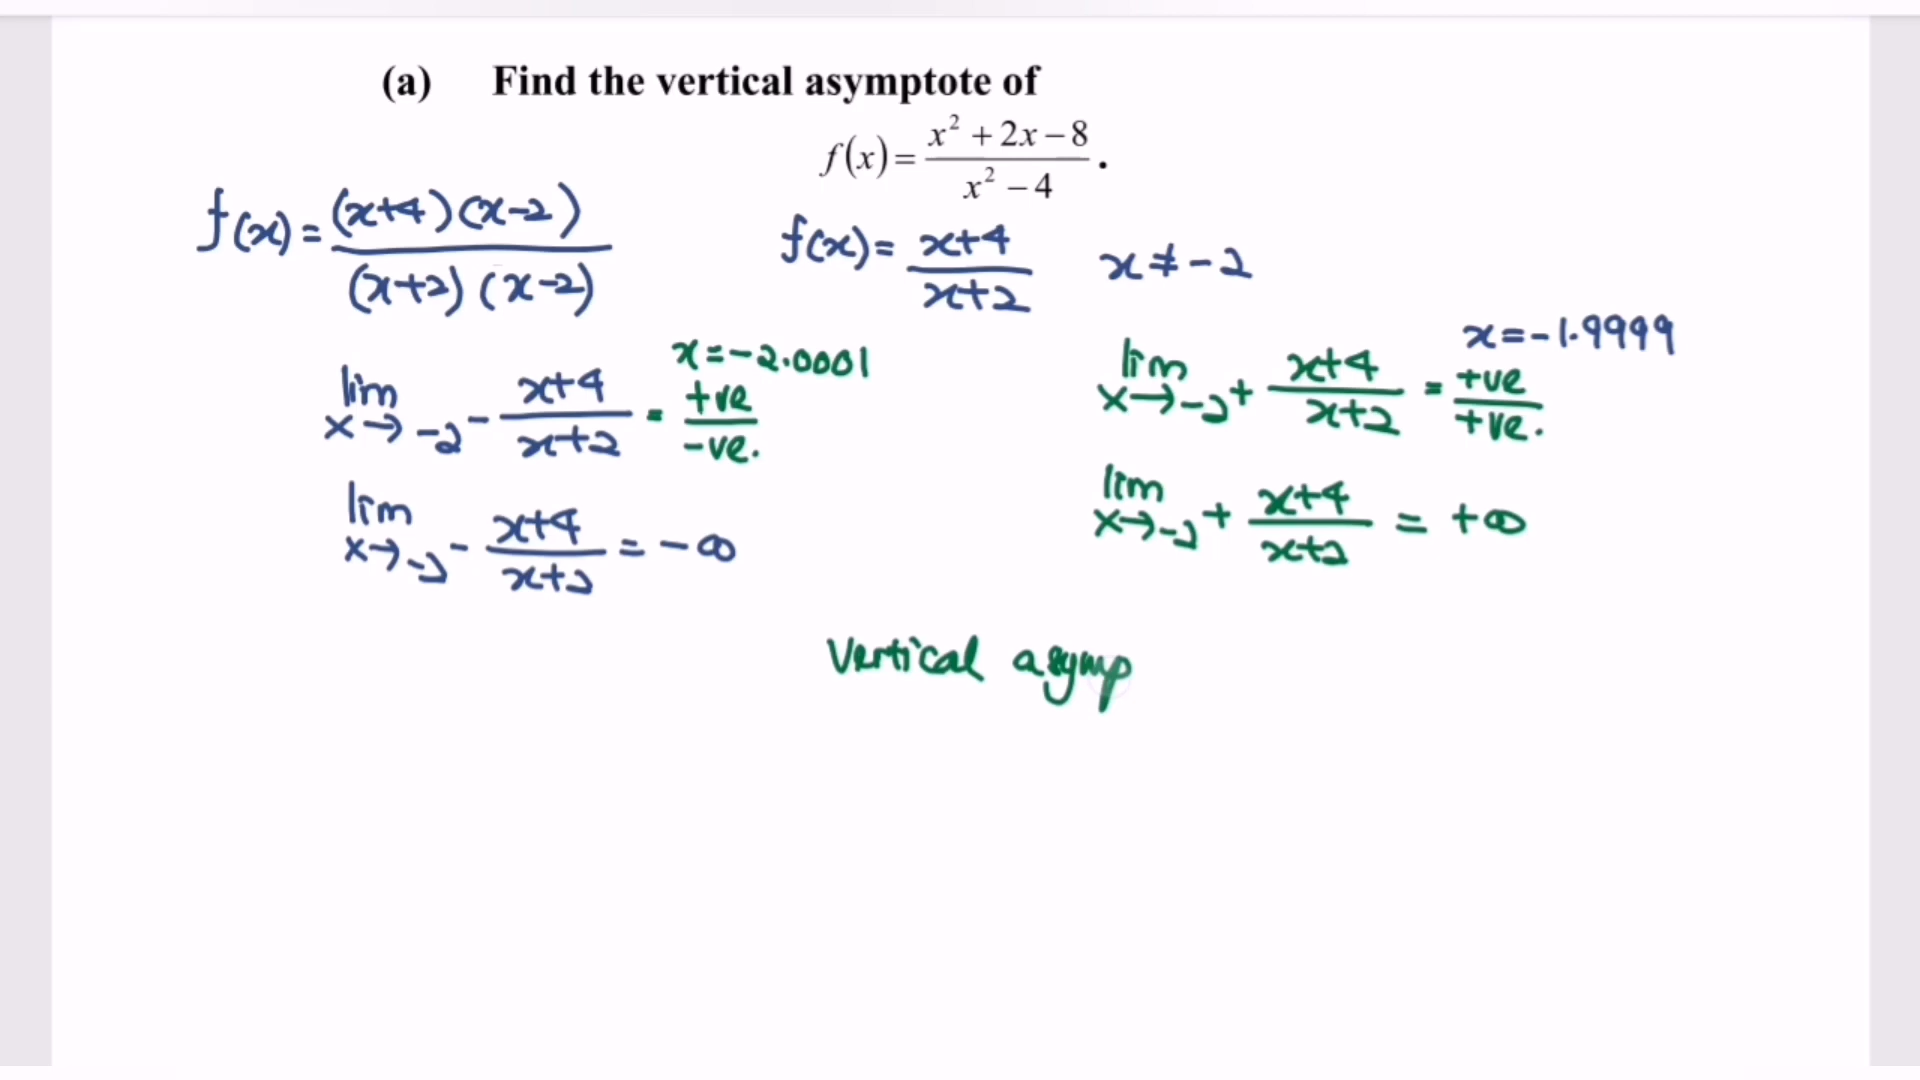 (a) Find the vertical asymptote of
f(x) = (x² + 2x − 8)/(x² − 4).
f(x) = (x+4)(x-2)/(x+2)(x-2)
f(x) = x+4/x+2 x ≠ -2
lim x→-2⁻ x+4/x+2 = +ve/-ve. x = -2.0001
lim x→-2⁺ x+4/x+2 = +ve/+ve. x = -1.9999
lim x→-2⁻ x+4/x+2 = -∞
lim x→-2⁺ x+4/x+2 = +∞
Vertical asymp